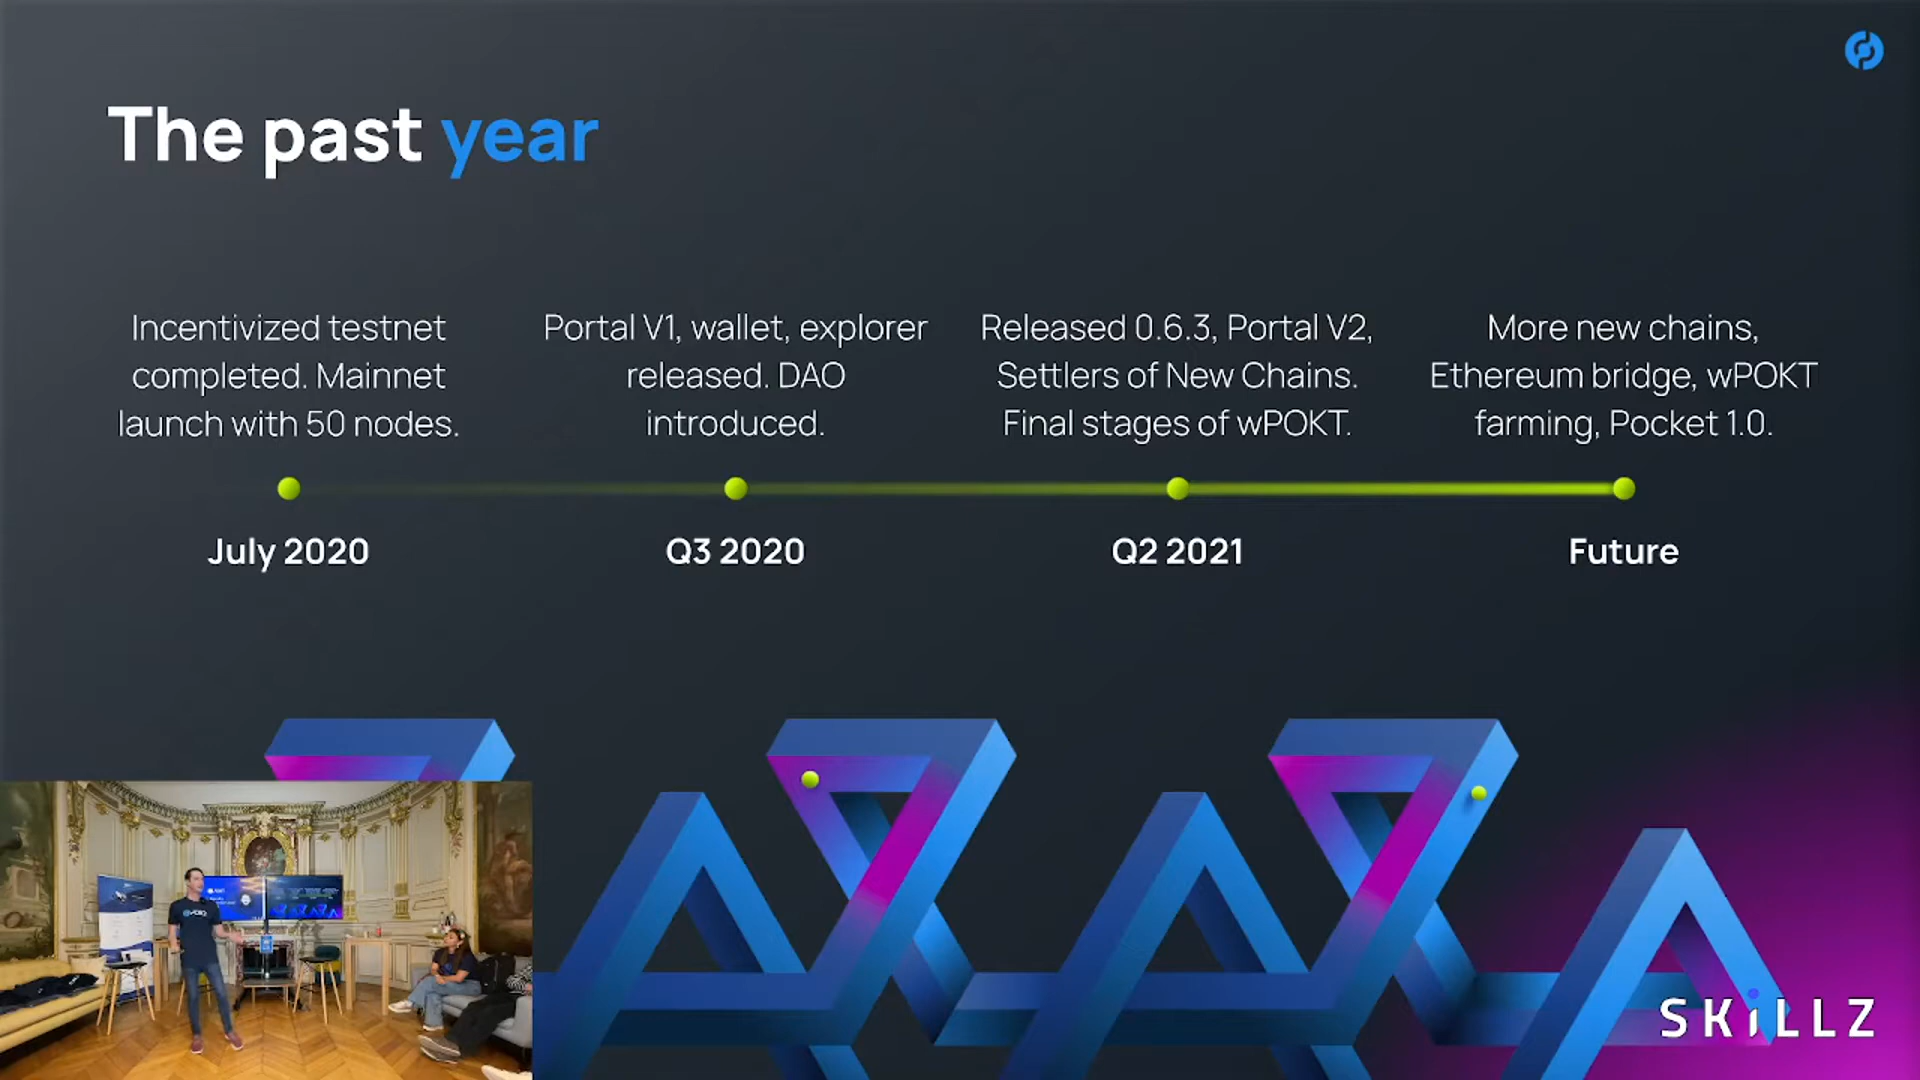 The past year
Incentivized testnet
completed. Mainnet
launch with 50 nodes.
July 2020
Portal V1, wallet, explorer
released. DAO
introduced.
Q3 2020
Released 0.6.3, Portal V2,
Settlers of New Chains.
Final stages of wPOKT.
Q2 2021
More new chains,
Ethereum bridge, wPOKT
farming, Pocket 1.0.
Future
SKiLLZ